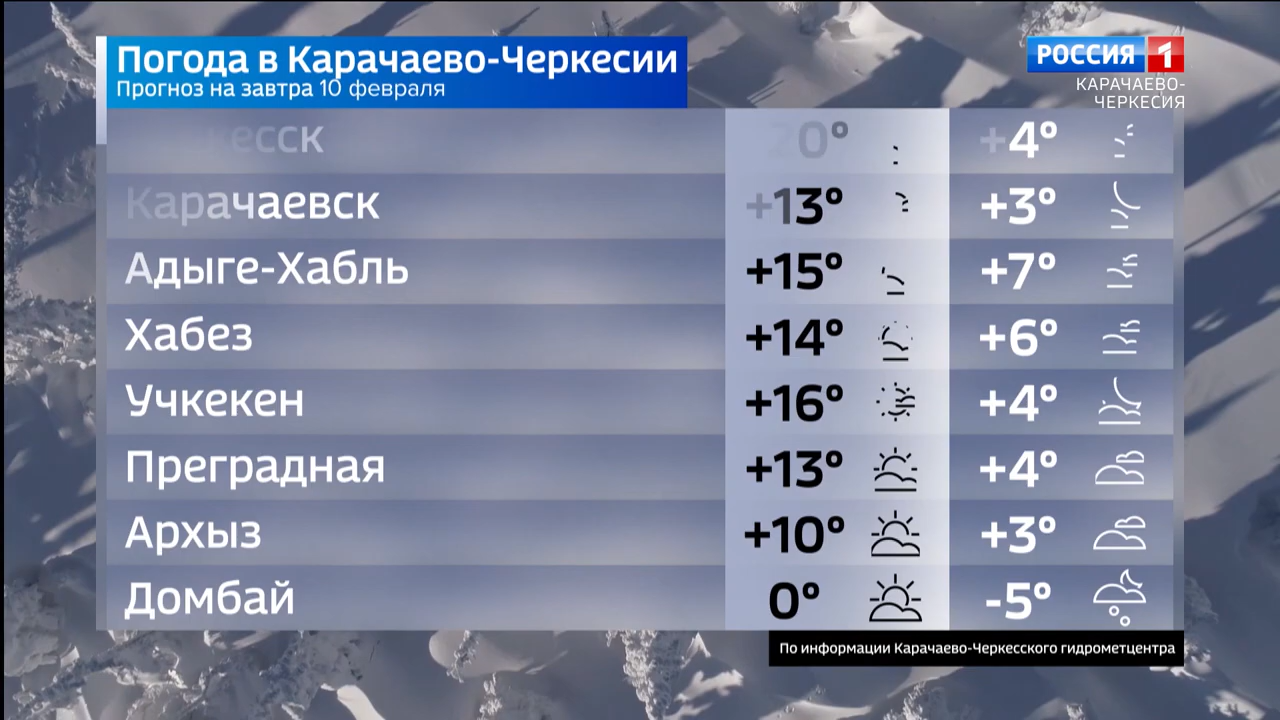 Погода в Карачаево-Черкесии
Прогноз на завтра 10 февраля
РОССИЯ 1
КАРАЧАЕВО-
ЧЕРКЕСИЯ
+4°
Карачаевск +13° +3°
Адыге-Хабль +15° +7°
Хабез +14° +6°
Учкекен +16° +4°
Преградная +13° +4°
Архыз +10° +3°
Домбай 0° -5°
По информации Карачаево-Черкесского гидрометцентра